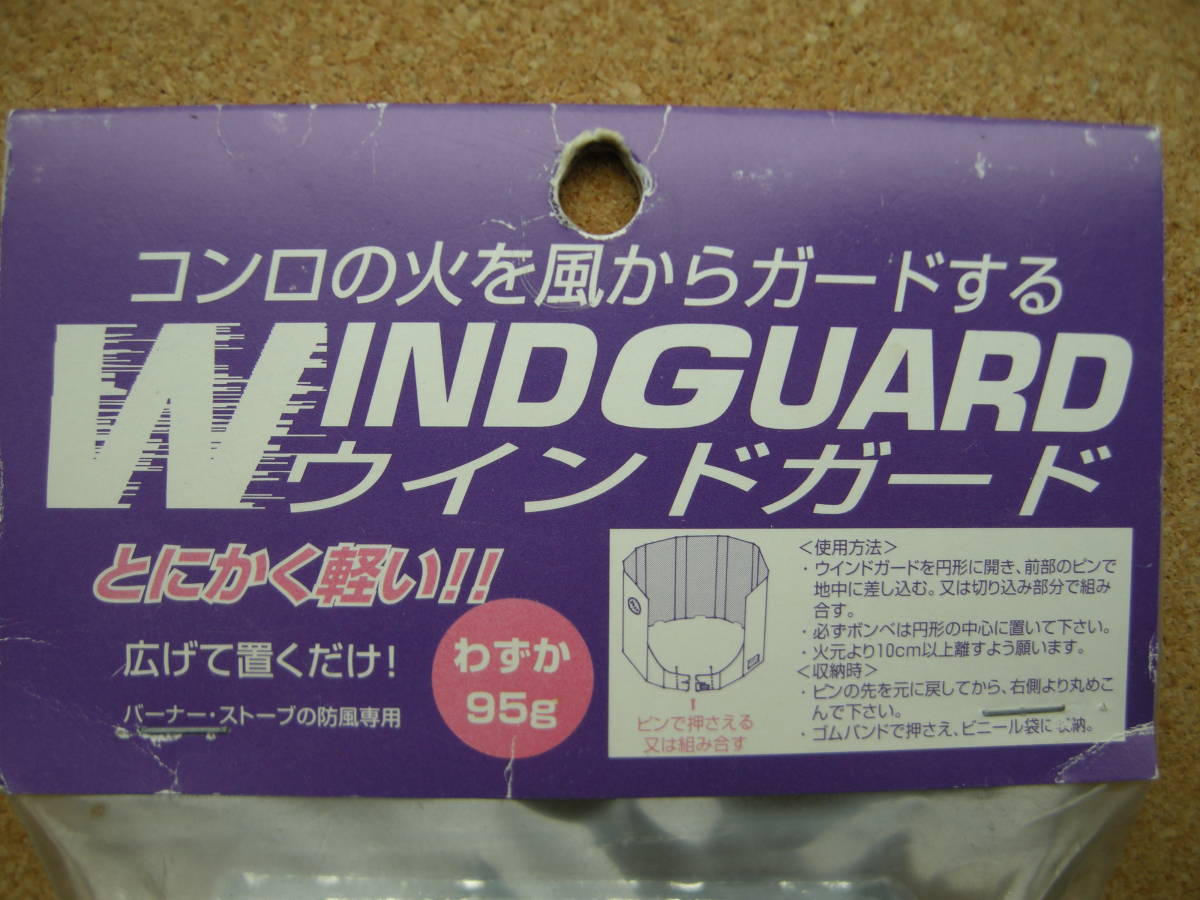 コンロの火を風からガードする
WINDGUARD
ウインドガード
とにかく軽い!!
広げて置くだけ!
バーナー・ストーブの防風専用
わずか
95g
ピンで押さえる
又は組み合す
<使用方法>
・ウインドガードを円形に開き、前部のピンで
地中に差し込む。又は切り込み部分で組み
合す。
・必ずボンベは円形の中心に置いて下さい。
・火元より10cm以上離すよう願います。
<収納時>
・ピンの先を元に戻してから、右側より丸めこ
んで下さい。
・ゴムバンドで押さえ、ビニール袋に収納。